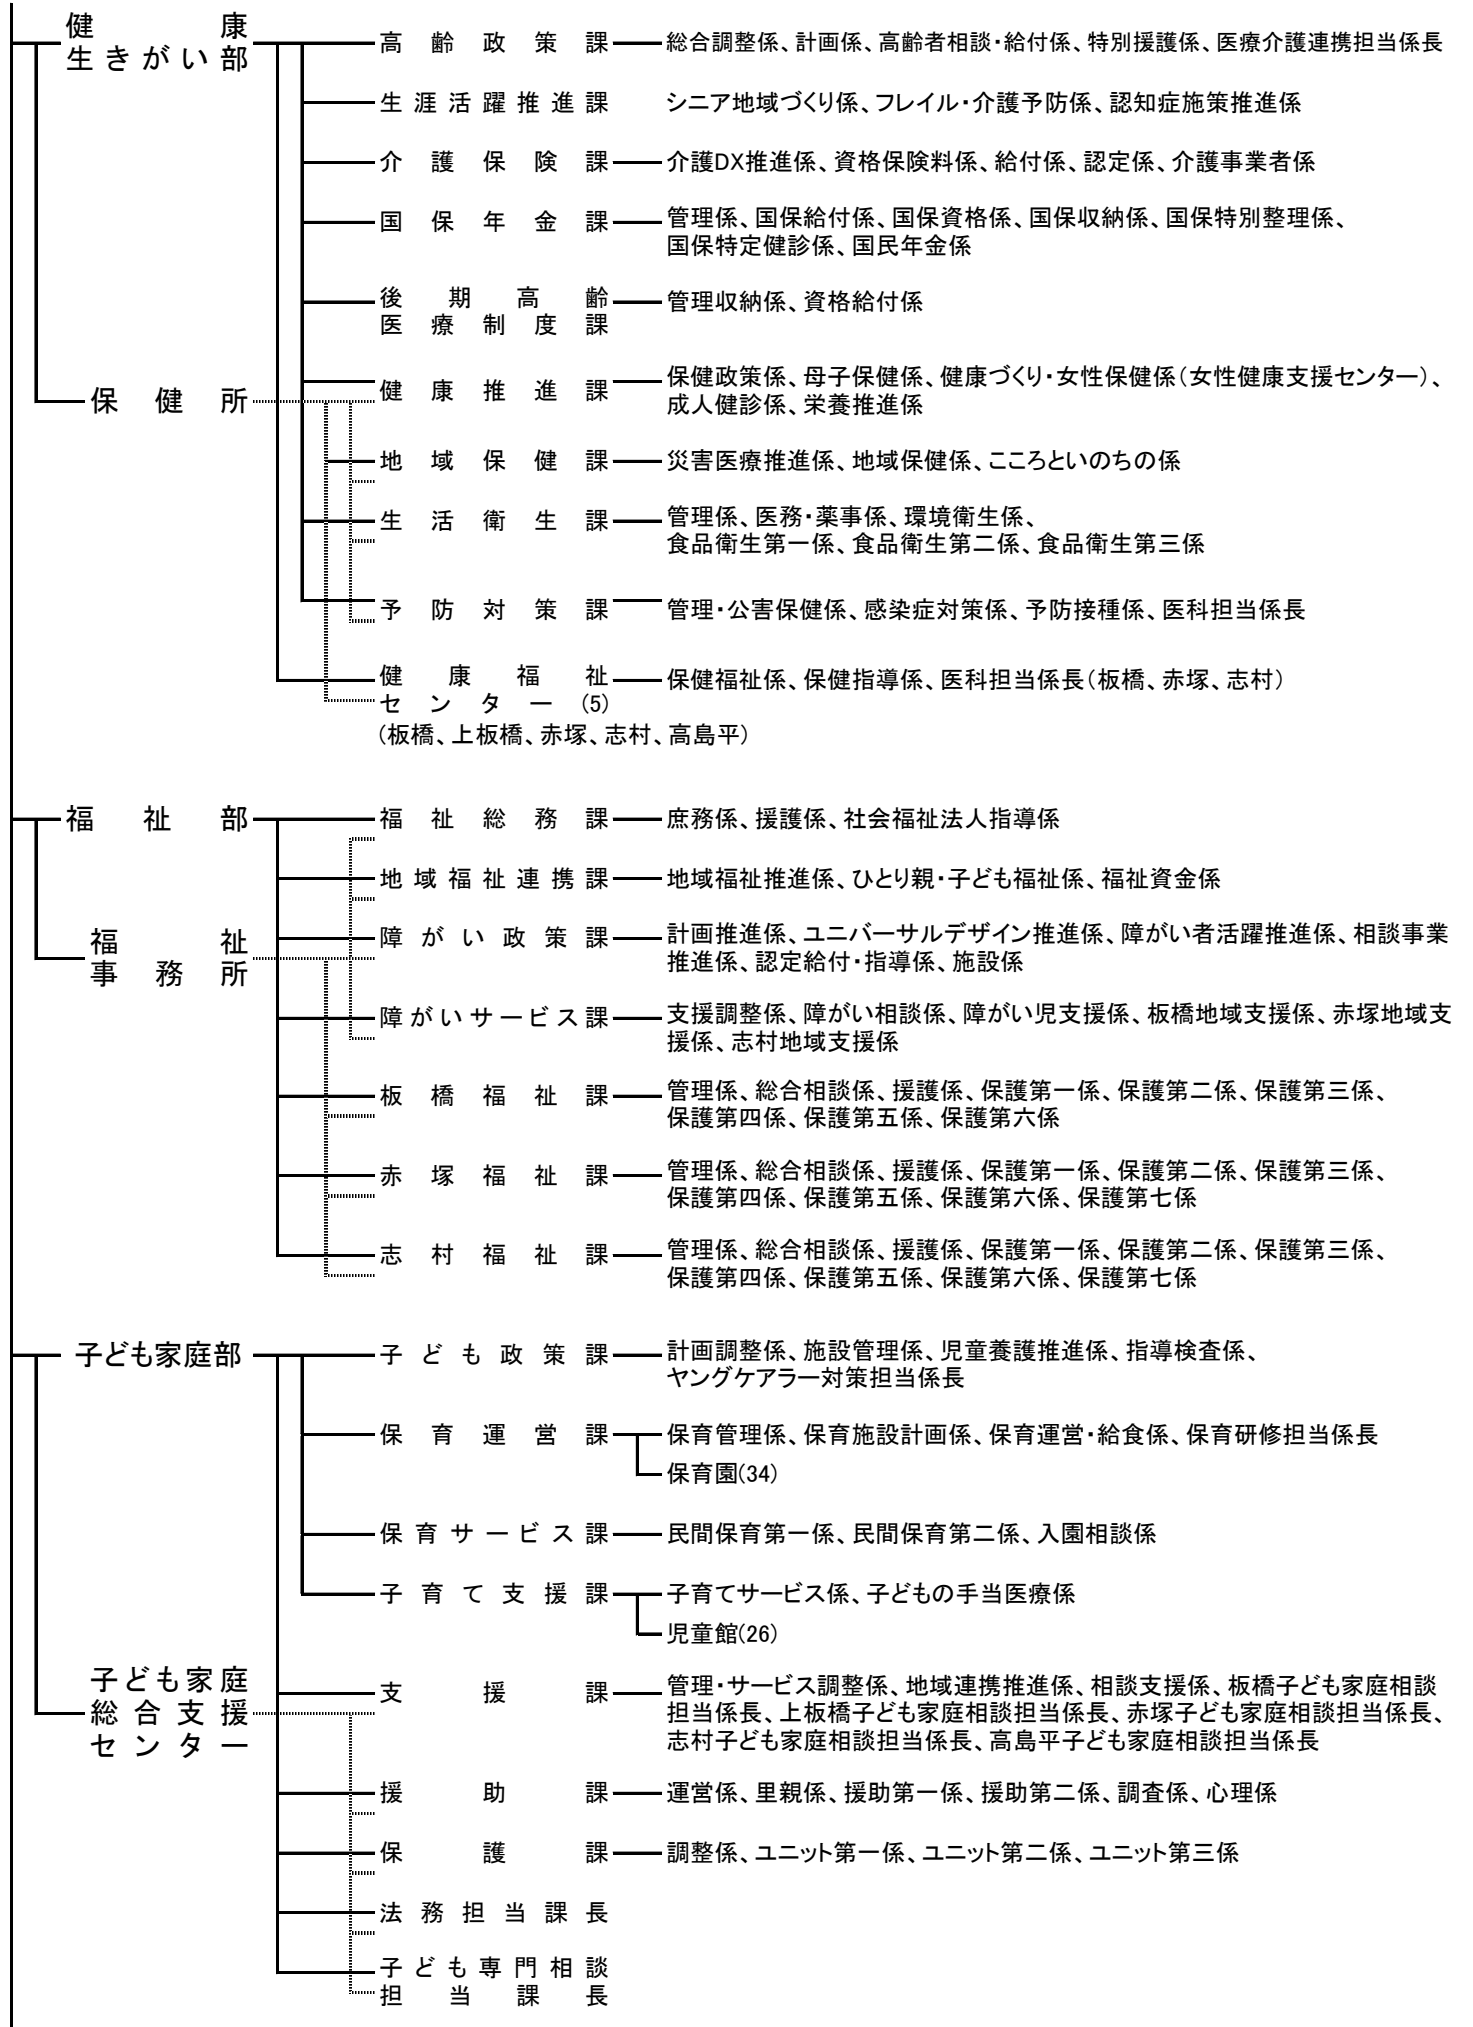 健康
生きがい部
高齢政策課
総合調整係、計画係、高齢者相談・給付係、特別援護係、医療介護連携担当係長
生涯活躍推進課
シニア地域づくり係、フレイル・介護予防係、認知症施策推進係
介護保険課
介護DX推進係、資格保険料係、給付係、認定係、介護事業者係
国保年金課
管理係、国保給付係、国保資格係、国保収納係、国保特別整理係、
国保特定健診係、国民年金係
後期高齢
医療制度課
管理収納係、資格給付係
保健所
健康推進課
保健政策係、母子保健係、健康づくり・女性保健係（女性健康支援センター）、
成人健診係、栄養推進係
地域保健課
災害医療推進係、地域保健係、こころといのちの係
生活衛生課
管理係、医務・薬事係、環境衛生係、
食品衛生第一係、食品衛生第二係、食品衛生第三係
予防対策課
管理・公害保健係、感染症対策係、予防接種係、医科担当係長
健康福祉
センター(5)
（板橋、上板橋、赤塚、志村、高島平）
保健福祉係、保健指導係、医科担当係長（板橋、赤塚、志村）
福祉部
福祉総務課
庶務係、援護係、社会福祉法人指導係
地域福祉連携課
地域福祉推進係、ひとり親・子ども福祉係、福祉資金係
福祉
事務所
障がい政策課
計画推進係、ユニバーサルデザイン推進係、障がい者活躍推進係、相談事業
推進係、認定給付・指導係、施設係
障がいサービス課
支援調整係、障がい相談係、障がい児支援係、板橋地域支援係、赤塚地域支
援係、志村地域支援係
板橋福祉課
管理係、総合相談係、援護係、保護第一係、保護第二係、保護第三係、
保護第四係、保護第五係、保護第六係
赤塚福祉課
管理係、総合相談係、援護係、保護第一係、保護第二係、保護第三係、
保護第四係、保護第五係、保護第六係、保護第七係
志村福祉課
管理係、総合相談係、援護係、保護第一係、保護第二係、保護第三係、
保護第四係、保護第五係、保護第六係、保護第七係
子ども家庭部
子ども政策課
計画調整係、施設管理係、児童養護推進係、指導検査係、
ヤングケアラー対策担当係長
保育運営課
保育管理係、保育施設計画係、保育運営・給食係、保育研修担当係長
保育園(34)
保育サービス課
民間保育第一係、民間保育第二係、入園相談係
子育て支援課
子育てサービス係、子どもの手当医療係
児童館(26)
子ども家庭
総合支援
センター
支援課
管理・サービス調整係、地域連携推進係、相談支援係、板橋子ども家庭相談
担当係長、上板橋子ども家庭相談担当係長、赤塚子ども家庭相談担当係長、
志村子ども家庭相談担当係長、高島平子ども家庭相談担当係長
援助課
運営係、里親係、援助第一係、援助第二係、調査係、心理係
保護課
調整係、ユニット第一係、ユニット第二係、ユニット第三係
法務担当課長
子ども専門相談
担当課長